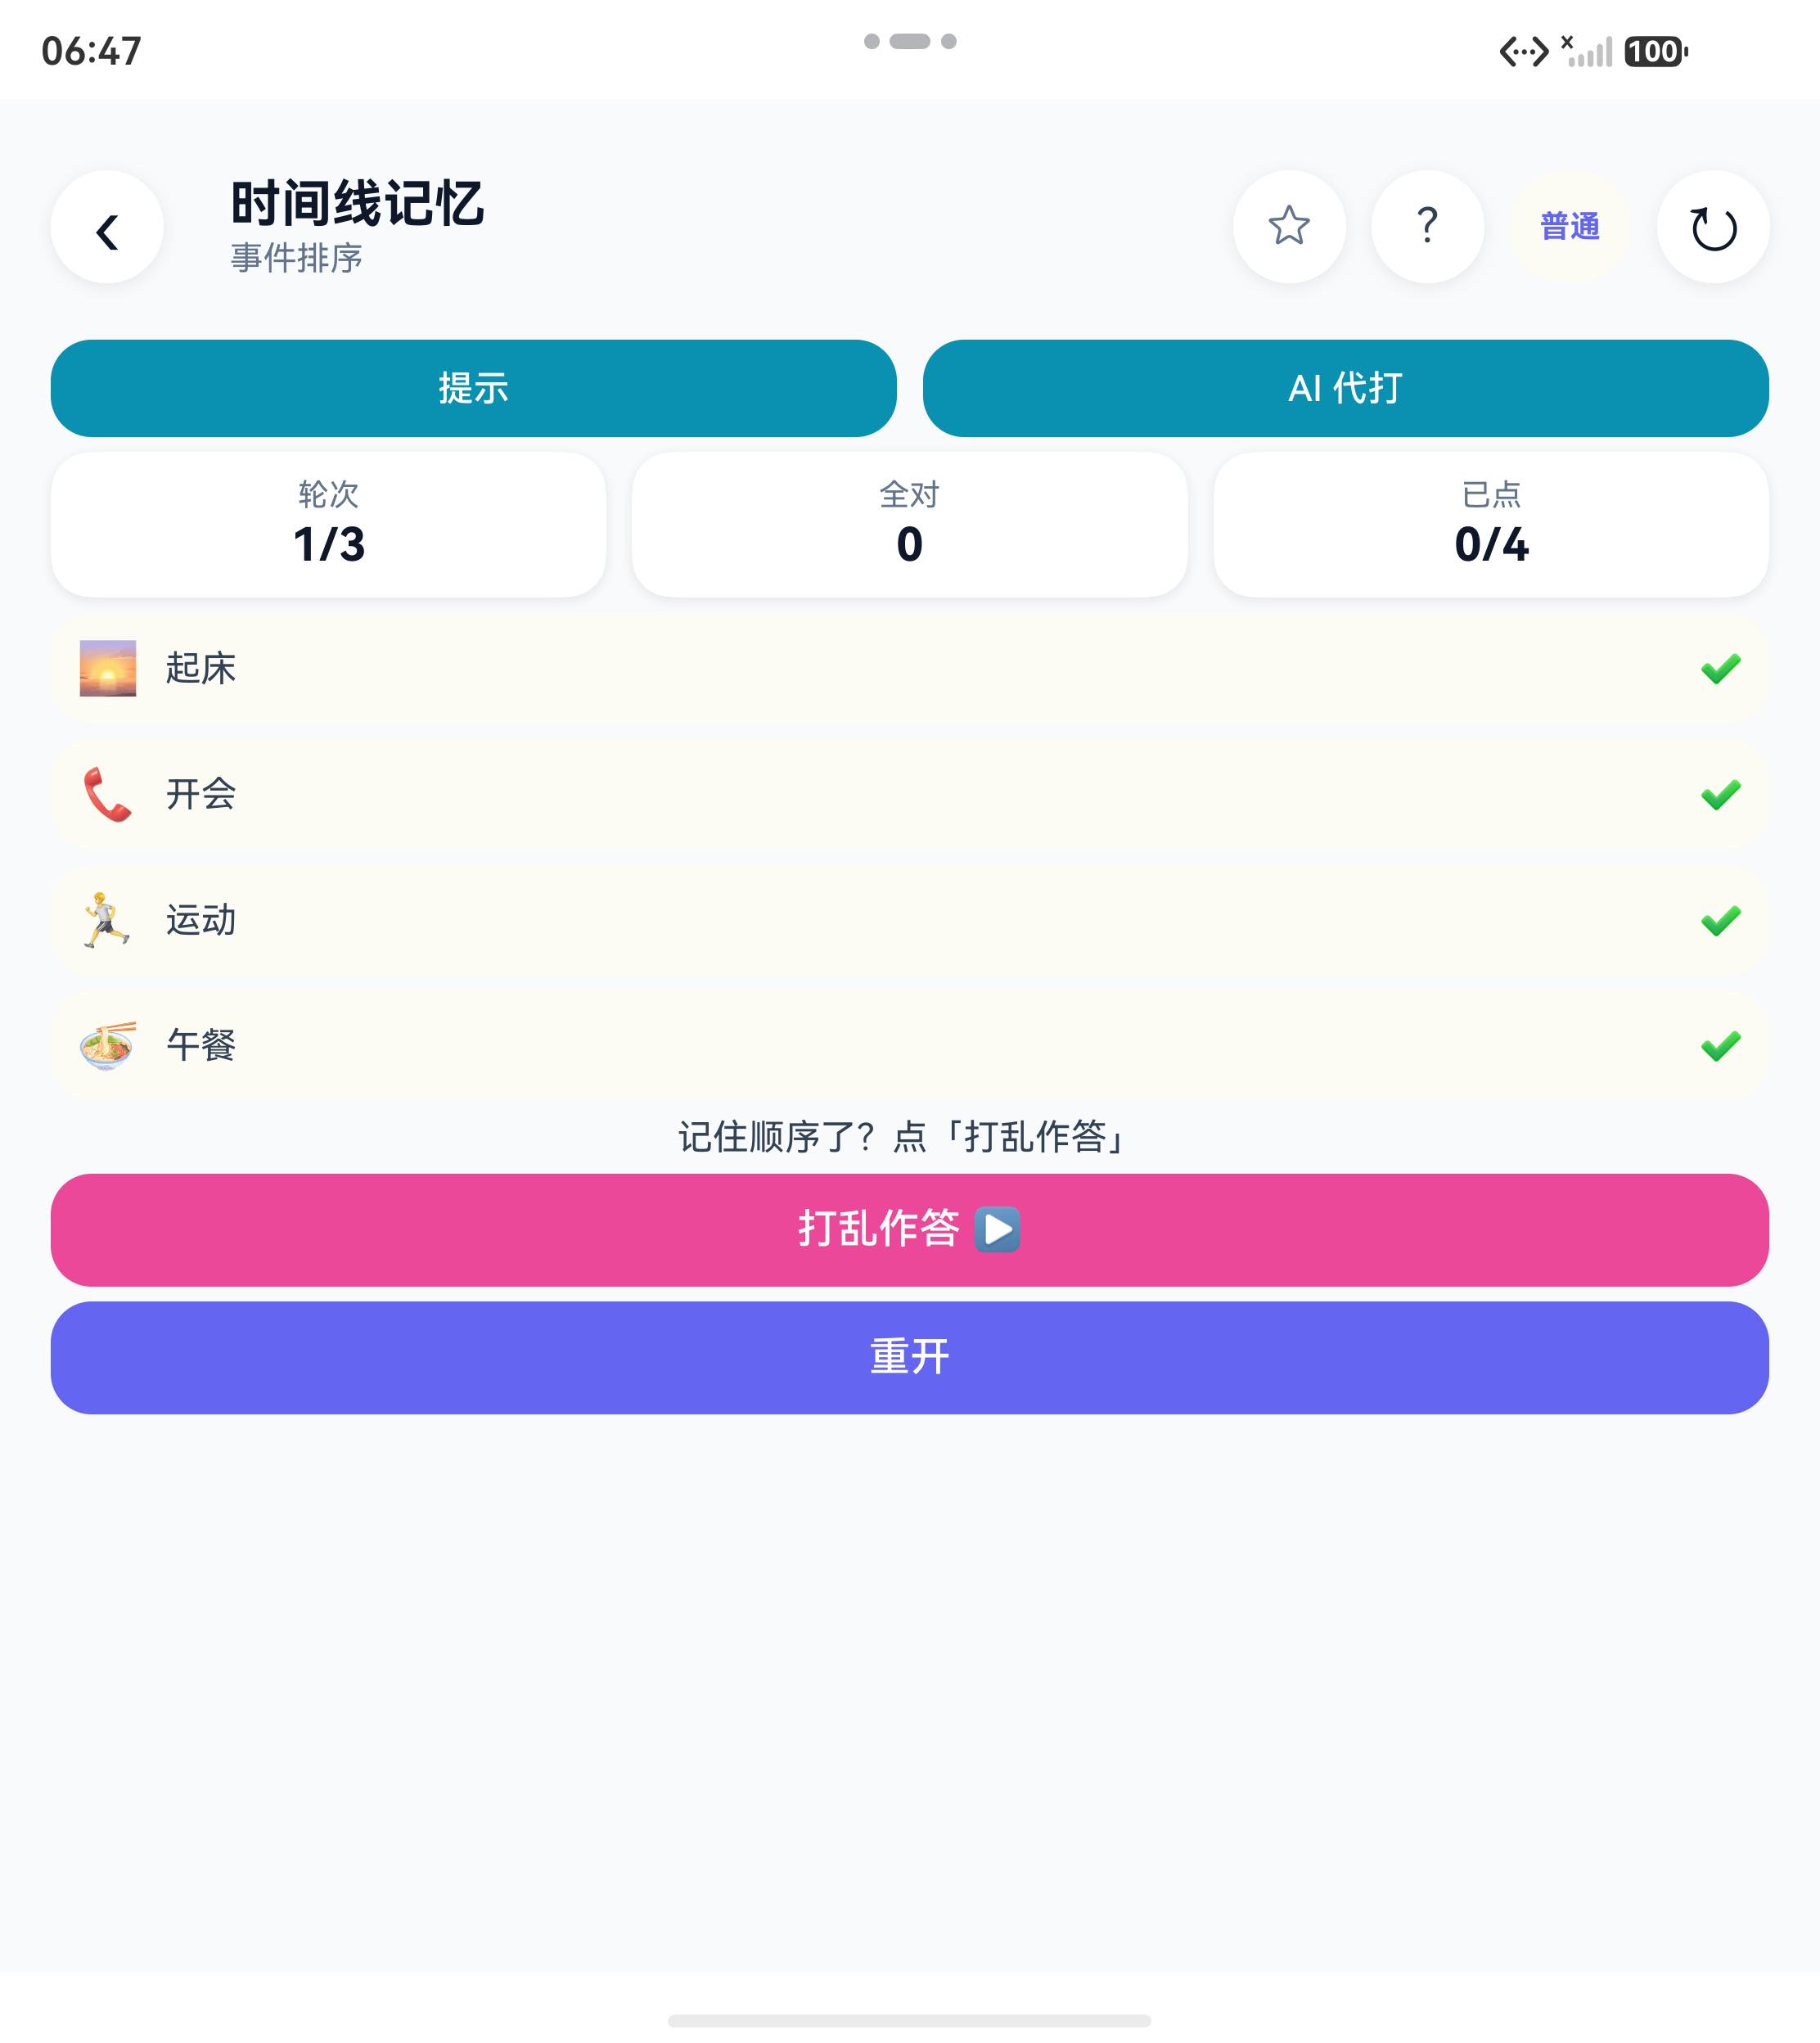 06:47
100
时间线记忆
事件排序
?
普通
提示
AI 代打
轮次
1/3
全对
0
已点
0/4
起床
开会
运动
午餐
记住顺序了？点「打乱作答」
打乱作答
重开